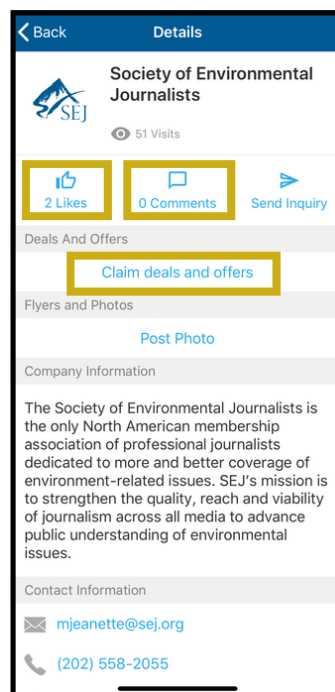 Back
Details
Society of Environmental
Journalists
SEJ
51 Visits
2 Likes
0 Comments
Send Inquiry
Deals And Offers
Claim deals and offers
Flyers and Photos
Post Photo
Company Information
The Society of Environmental Journalists is
the only North American membership
association of professional journalists
dedicated to more and better coverage of
environment-related issues. SEJ's mission is
to strengthen the quality, reach and viability
of journalism across all media to advance
public understanding of environmental
issues.
Contact Information
mjeanette@sej.org
(202) 558-2055